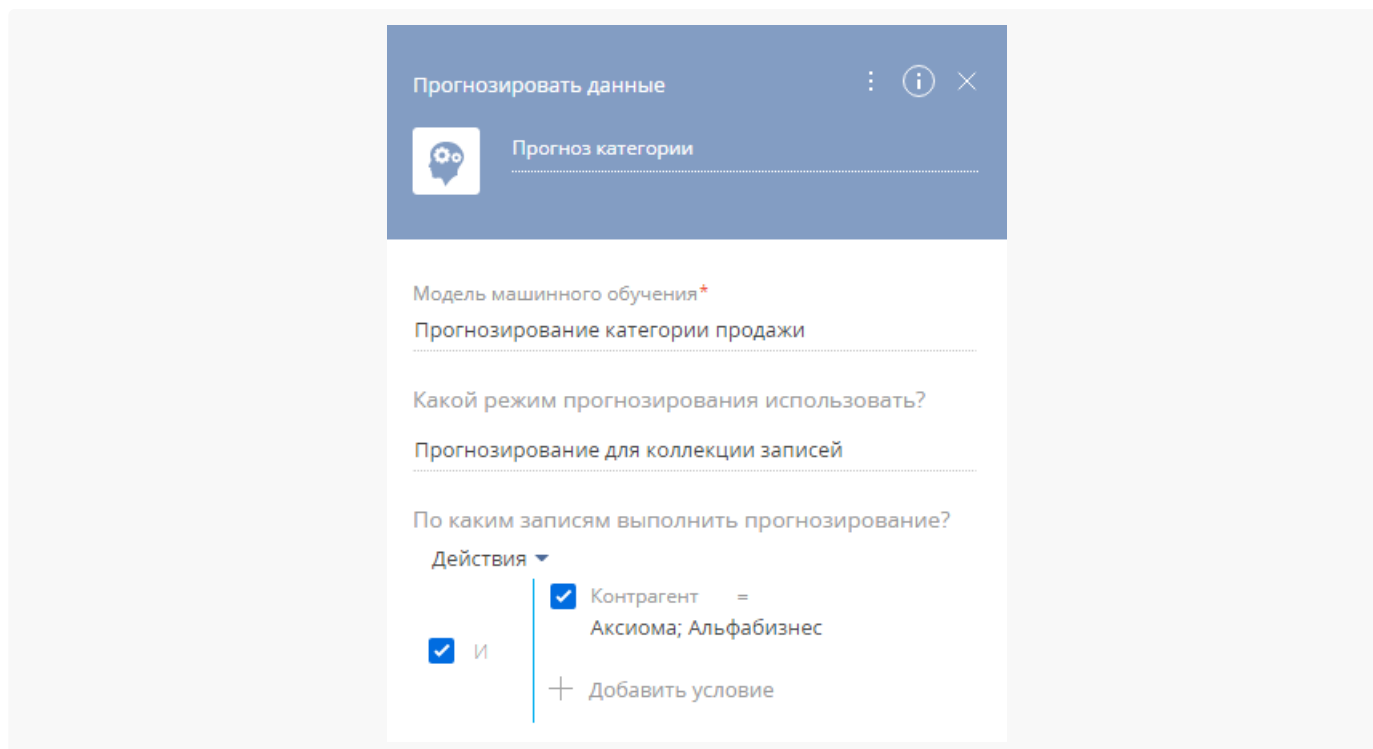 Прогнозировать данные
Прогноз категории
Модель машинного обучения*
Прогнозирование категории продажи
Какой режим прогнозирования использовать?
Прогнозирование для коллекции записей
По каким записям выполнить прогнозирование?
Действия
Контрагент =
Аксиома; Альфабизнес
И
Добавить условие